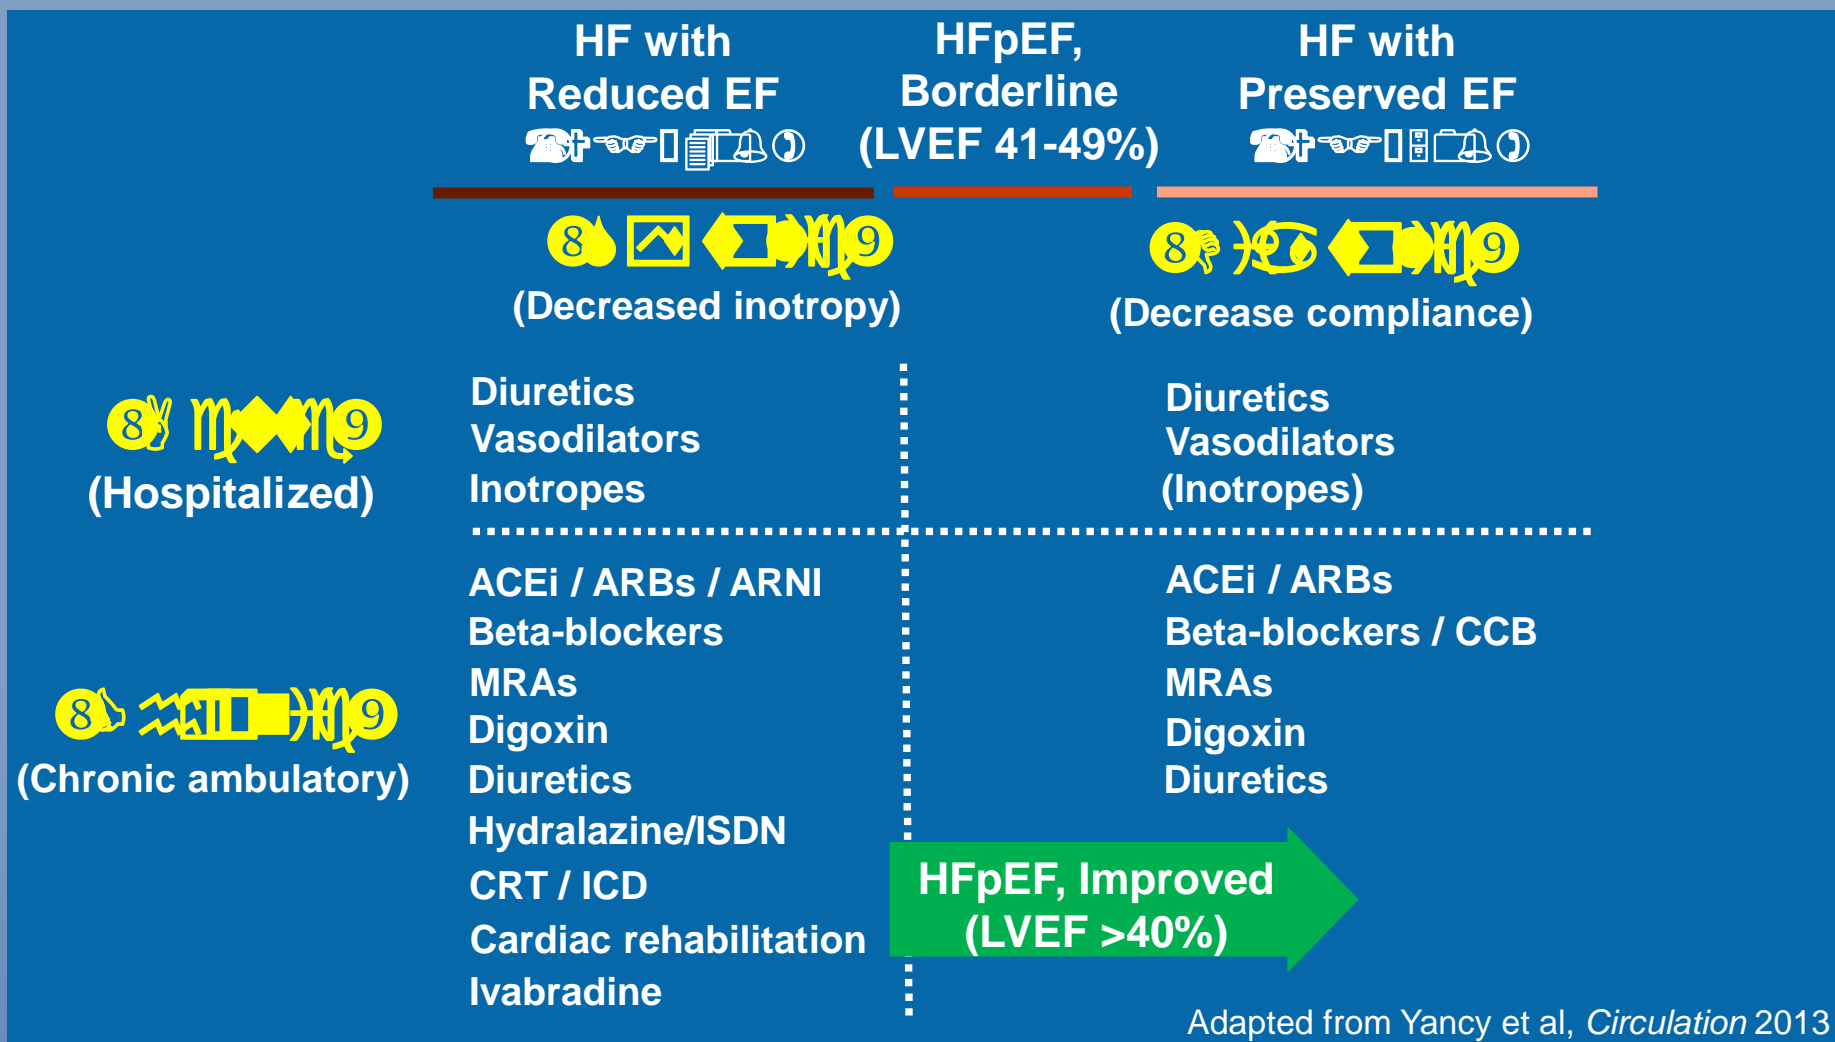 HF with
Reduced EF
HFpEF,
Borderline
(LVEF 41-49%)
HF with
Preserved EF
(Decreased inotropy)
(Decrease compliance)
(Hospitalized)
Diuretics
Vasodilators
Inotropes
Diuretics
Vasodilators
(Inotropes)
(Chronic ambulatory)
ACEi / ARBs / ARNI
Beta-blockers
MRAs
Digoxin
Diuretics
Hydralazine/ISDN
CRT / ICD
Cardiac rehabilitation
Ivabradine
ACEi / ARBs
Beta-blockers / CCB
MRAs
Digoxin
Diuretics
HFpEF, Improved
(LVEF >40%)
Adapted from Yancy et al, Circulation 2013